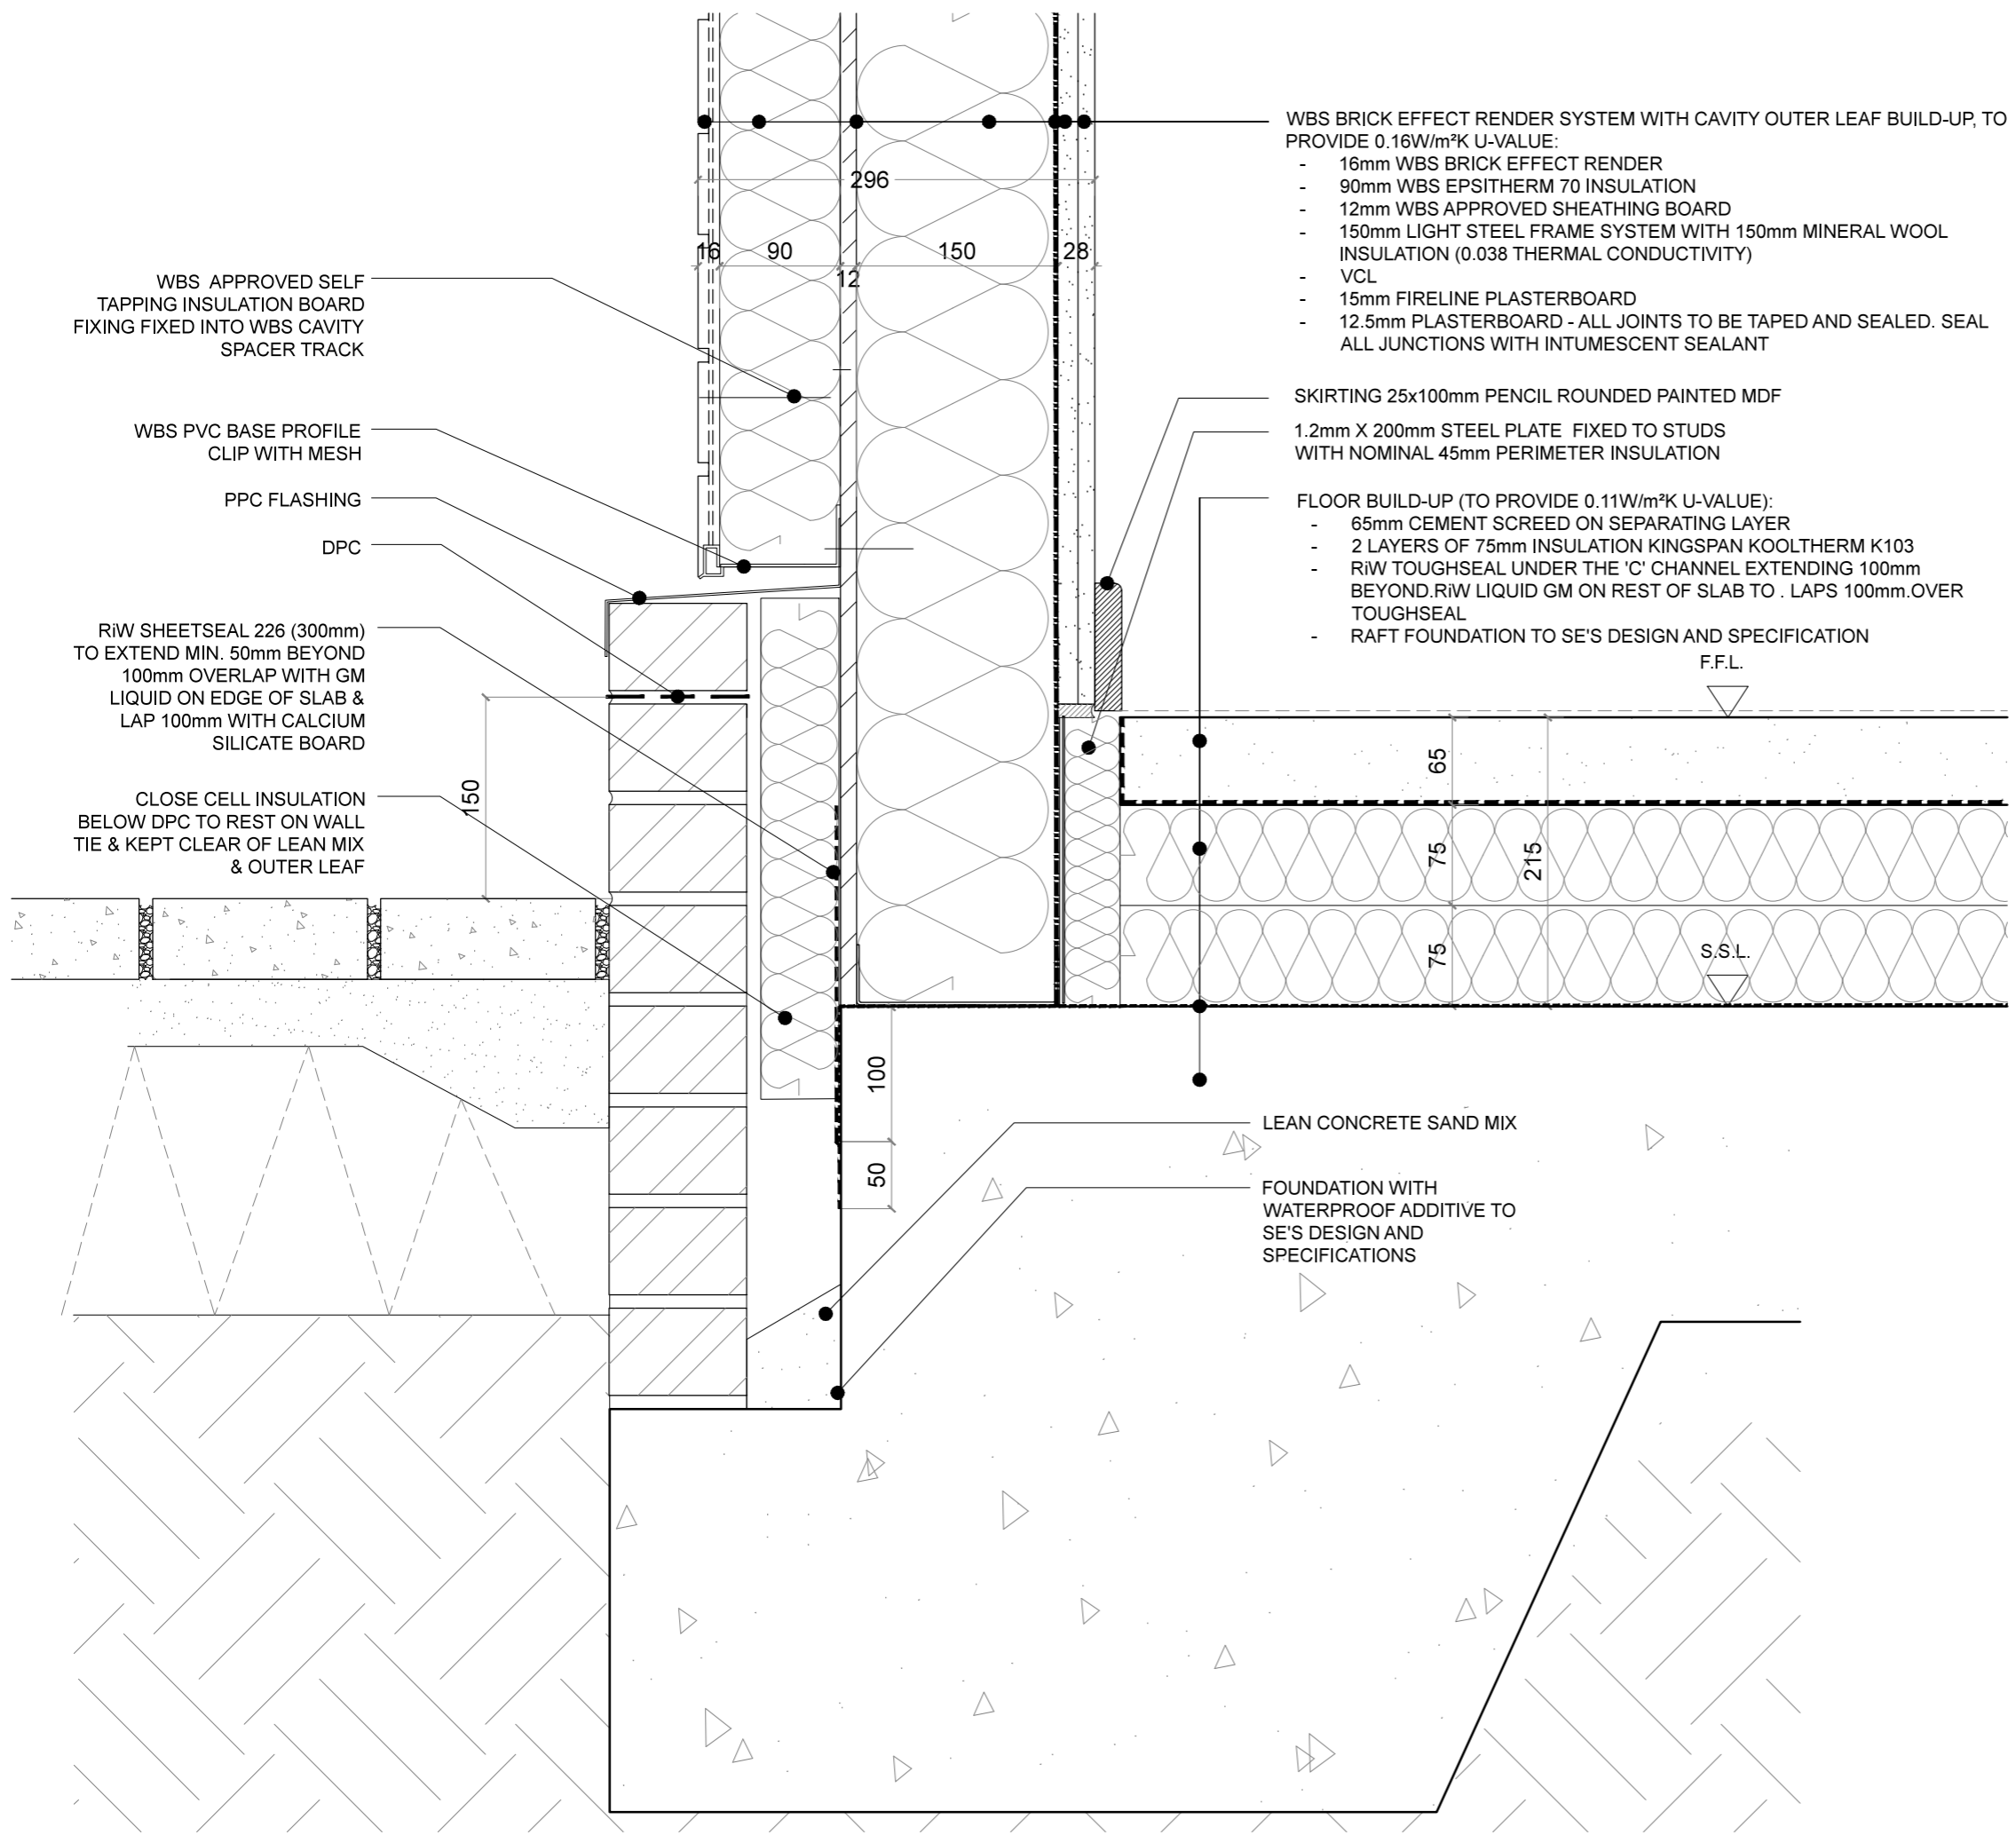 WBS BRICK EFFECT RENDER SYSTEM WITH CAVITY OUTER LEAF BUILD-UP, TO
PROVIDE 0.16W/m²K U-VALUE:
- 16mm WBS BRICK EFFECT RENDER
- 90mm WBS EPSITHERM 70 INSULATION
- 12mm WBS APPROVED SHEATHING BOARD
- 150mm LIGHT STEEL FRAME SYSTEM WITH 150mm MINERAL WOOL
INSULATION (0.038 THERMAL CONDUCTIVITY)
- VCL
- 15mm FIRELINE PLASTERBOARD
- 12.5mm PLASTERBOARD - ALL JOINTS TO BE TAPED AND SEALED. SEAL
ALL JUNCTIONS WITH INTUMESCENT SEALANT
296
16 90 12 150 28
WBS APPROVED SELF
TAPPING INSULATION BOARD
FIXING FIXED INTO WBS CAVITY
SPACER TRACK
WBS PVC BASE PROFILE
CLIP WITH MESH
PPC FLASHING
DPC
RiW SHEETSEAL 226 (300mm)
TO EXTEND MIN. 50mm BEYOND
100mm OVERLAP WITH GM
LIQUID ON EDGE OF SLAB &
LAP 100mm WITH CALCIUM
SILICATE BOARD
CLOSE CELL INSULATION
BELOW DPC TO REST ON WALL
TIE & KEPT CLEAR OF LEAN MIX
& OUTER LEAF
150
SKIRTING 25x100mm PENCIL ROUNDED PAINTED MDF
1.2mm X 200mm STEEL PLATE FIXED TO STUDS
WITH NOMINAL 45mm PERIMETER INSULATION
FLOOR BUILD-UP (TO PROVIDE 0.11W/m²K U-VALUE):
- 65mm CEMENT SCREED ON SEPARATING LAYER
- 2 LAYERS OF 75mm INSULATION KINGSPAN KOOLTHERM K103
- RiW TOUGHSEAL UNDER THE 'C' CHANNEL EXTENDING 100mm
BEYOND.RiW LIQUID GM ON REST OF SLAB TO . LAPS 100mm.OVER
TOUGHSEAL
- RAFT FOUNDATION TO SE'S DESIGN AND SPECIFICATION
F.F.L.
65
75
215
75
S.S.L.
100
50
LEAN CONCRETE SAND MIX
FOUNDATION WITH
WATERPROOF ADDITIVE TO
SE'S DESIGN AND
SPECIFICATIONS